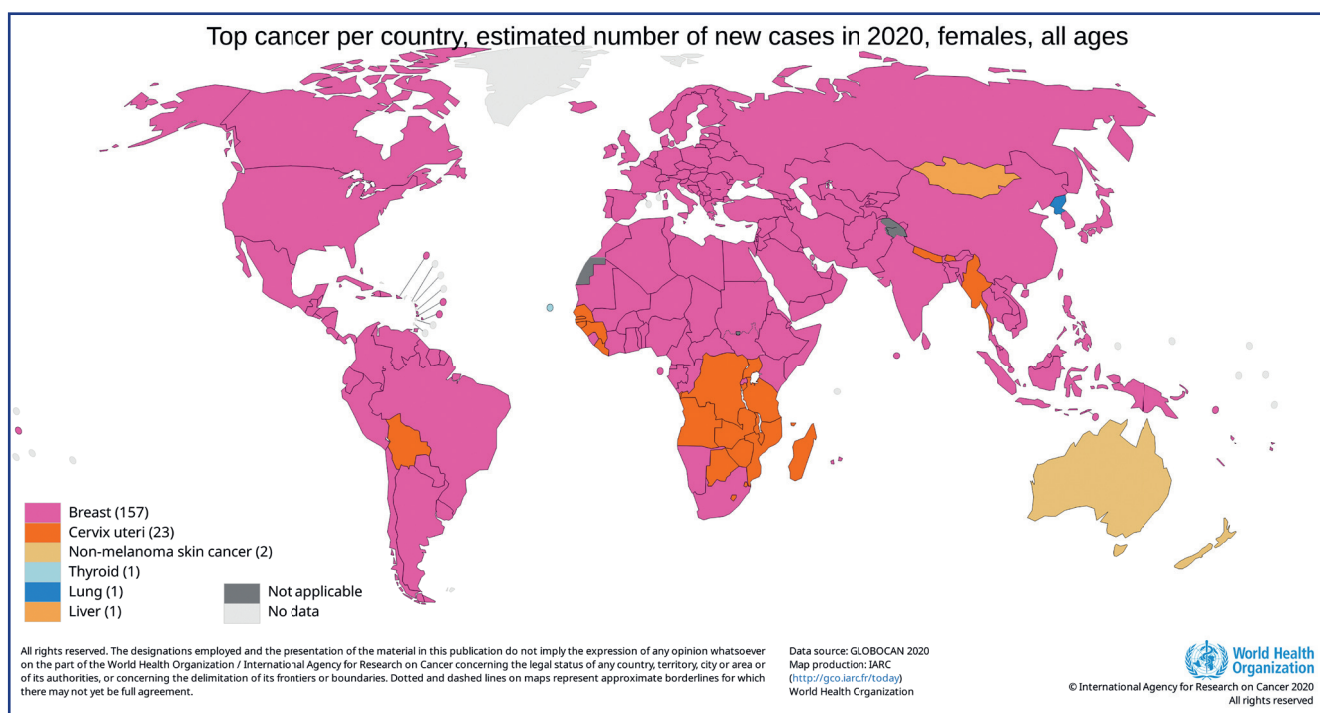 Top cancer per country, estimated number of new cases in 2020, females, all ages
Breast (157)
Cervix uteri (23)
Non-melanoma skin cancer (2)
Thyroid (1)
Lung (1)
Liver (1)
Not applicable
No data
All rights reserved. The designations employed and the presentation of the material in this publication do not imply the expression of any opinion whatsoever
on the part of the World Health Organization / International Agency for Research on Cancer concerning the legal status of any country, territory, city or area or
of its authorities, or concerning the delimitation of its frontiers or boundaries. Dotted and dashed lines on maps represent approximate borderlines for which
there may not yet be full agreement.
Data source: GLOBOCAN 2020
Map production: IARC
(http://gco.iarc.fr/today)
World Health Organization
World Health
Organization
© International Agency for Research on Cancer 2020
All rights reserved